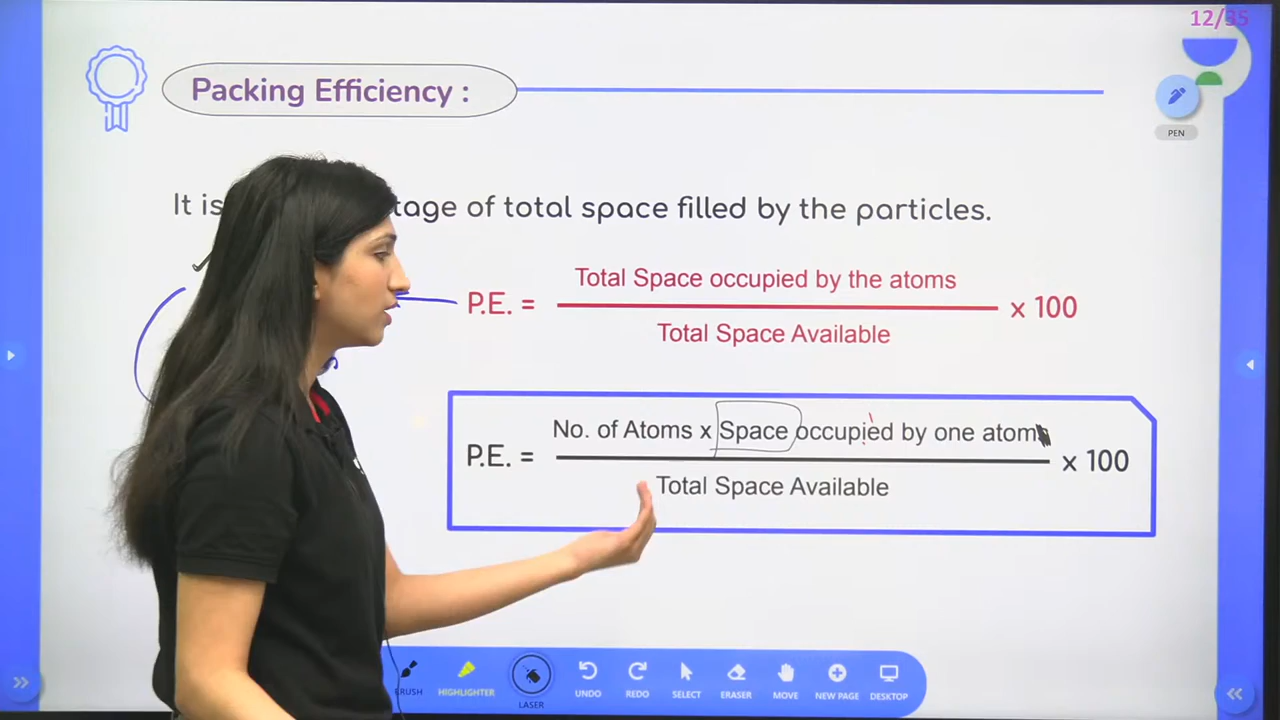 12/35
Packing Efficiency :
PEN
It is tage of total space filled by the particles.
P.E. = Total Space occupied by the atoms x 100
Total Space Available
P.E. = No. of Atoms x Space occupied by one atom x 100
Total Space Available
BRUSH HIGHLIGHTER LASER UNDO REDO SELECT ERASER MOVE NEW PAGE DESKTOP